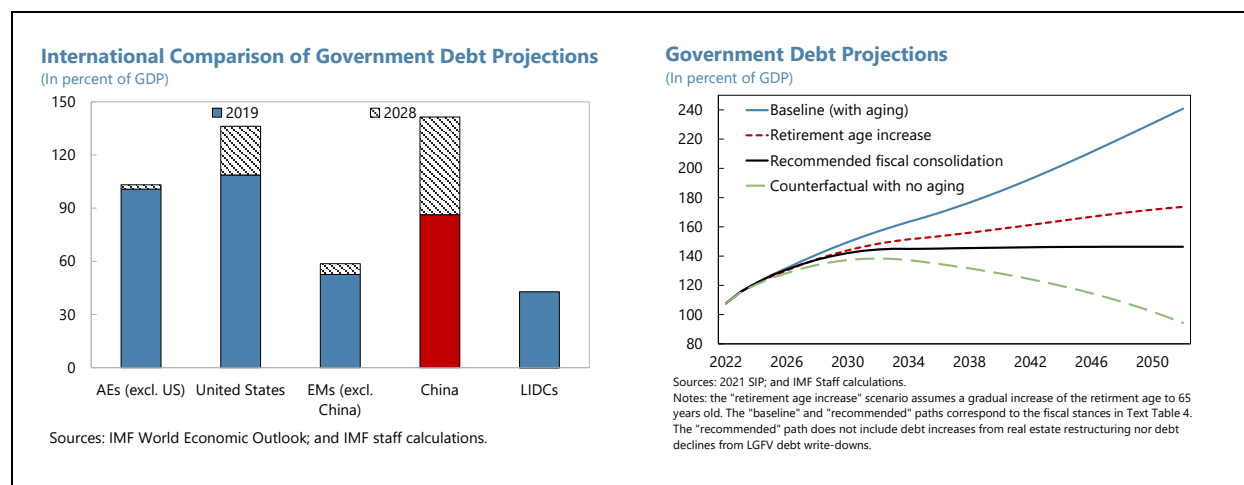 International Comparison of Government Debt Projections
(In percent of GDP)
150
120
90
60
30
0
2019
2028
AEs (excl. US)
United States
EMs (excl.
China)
China
LIDCs
Sources: IMF World Economic Outlook; and IMF staff calculations.
Government Debt Projections
(In percent of GDP)
240
220
200
180
160
140
120
100
80
Baseline (with aging)
Retirement age increase
Recommended fiscal consolidation
Counterfactual with no aging
2022 2026 2030 2034 2038 2042 2046 2050
Sources: 2021 SIP; and IMF Staff calculations.
Notes: the "retirement age increase" scenario assumes a gradual increase of the retirment age to 65
years old. The "baseline" and "recommended" paths correspond to the fiscal stances in Text Table 4.
The "recommended" path does not include debt increases from real estate restructuring nor debt
declines from LGFV debt write-downs.